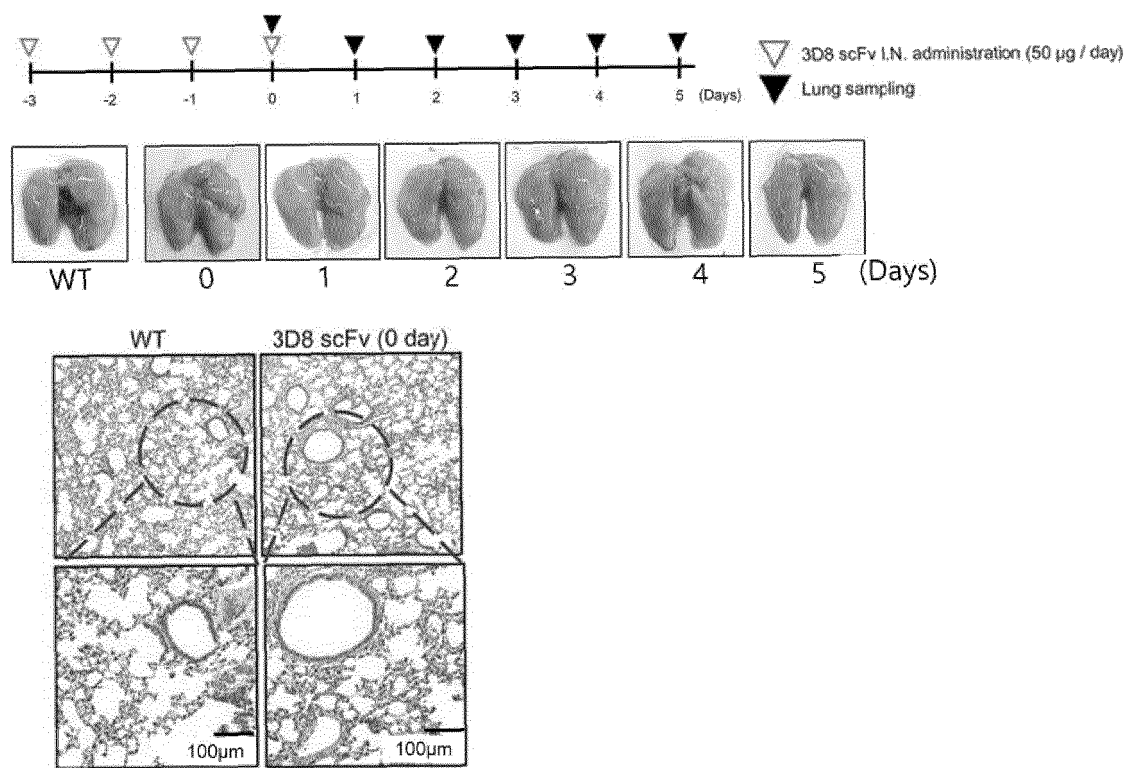 3D8 scFv I.N. administration (50 µg / day)
-3 -2 -1 0 1 2 3 4 5 (Days)
Lung sampling
WT 0 1 2 3 4 5 (Days)
WT 3D8 scFv (0 day)
100µm 100µm